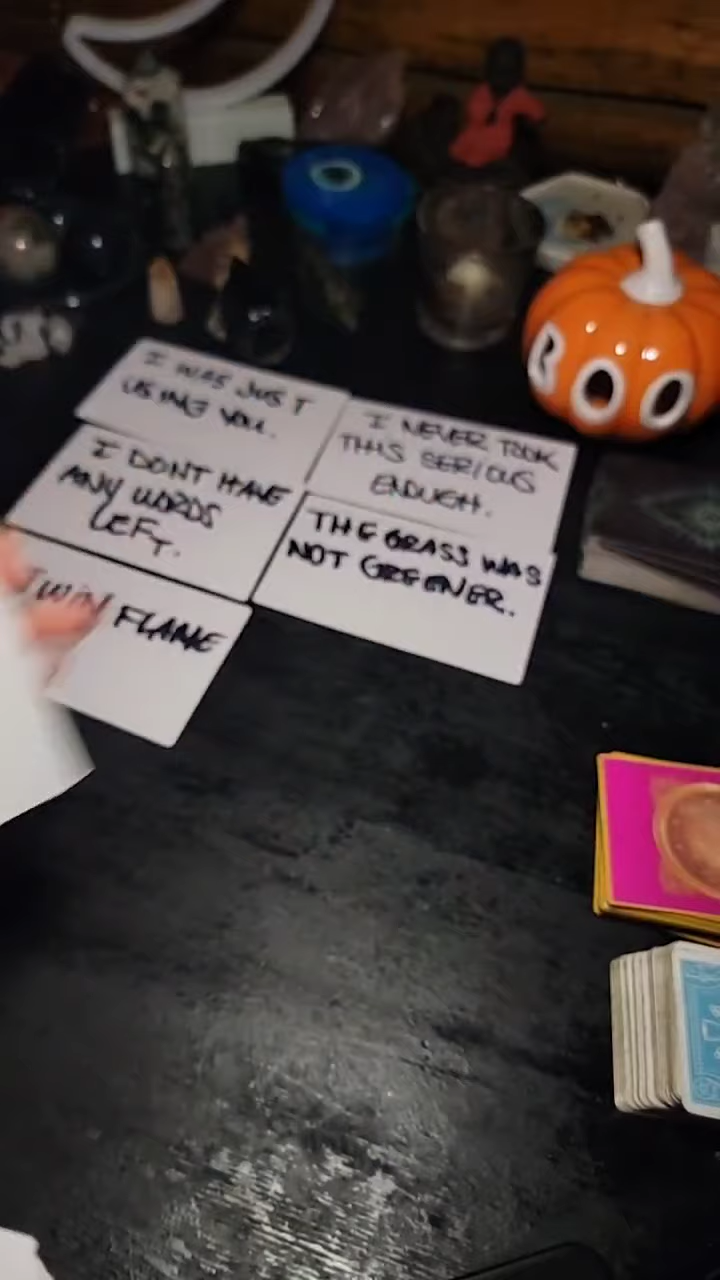 I WAS JUST
USING YOU.
I NEVER TOOK
THIS SERIOUS
ENOUGH.
I DONT HAVE
ANY WORDS
LEFT.
THE GRASS WAS
NOT GREENER.
TWIN FLAME
BOO